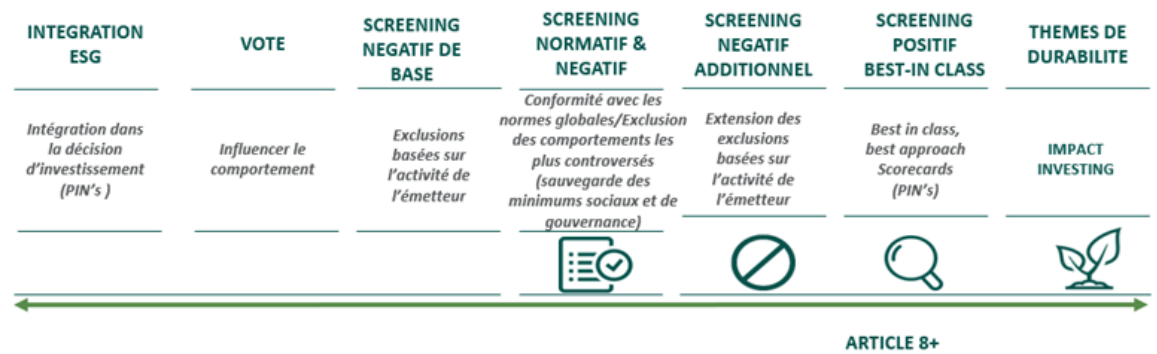 INTEGRATION
ESG
VOTE
SCREENING
NEGATIF DE
BASE
SCREENING
NORMATIF &
NEGATIF
SCREENING
NEGATIF
ADDITIONNEL
SCREENING
POSITIF
BEST-IN CLASS
THEMES DE
DURABILITE
Intégration dans
la décision
d'investissement
(PIN's )
Influencer le
comportement
Exclusions
basées sur
l'activité de
l'émetteur
Conformité avec les
normes globales/Exclusion
des comportements les
plus controversés
(sauvegarde des
minimums sociaux et de
gouvernance)
Extension des
exclusions
basées sur
l'activité de
l'émetteur
Best in class,
best approach
Scorecards
(PIN's)
IMPACT
INVESTING
ARTICLE 8+